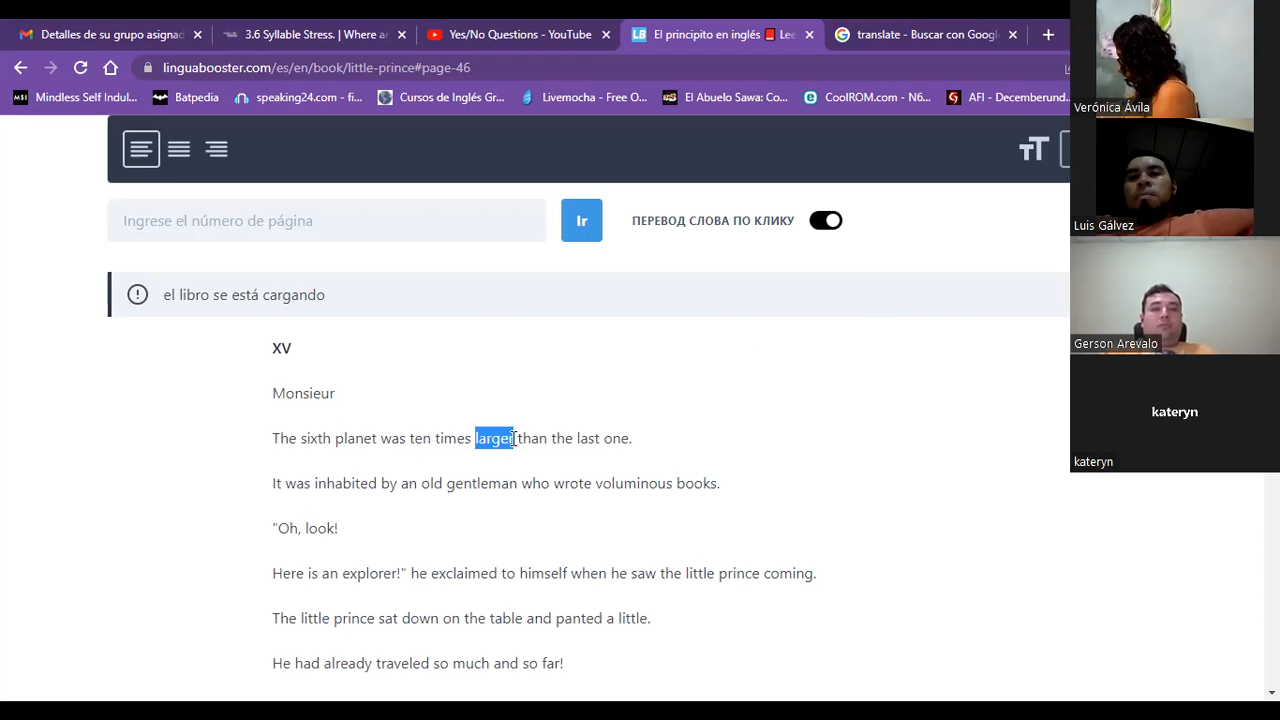 Detalles de su grupo asignad
3.6 Syllable Stress. | Where ar
Yes/No Questions - YouTube
LB
El principito en inglés 📕 Lee
translate - Buscar con Google
linguabooster.com/es/en/book/little-prince#page-46
MSI
Mindless Self Indul...
Batpedia
speaking24.com - fi...
Cursos de Inglés Gr...
Livemocha - Free O...
El Abuelo Sawa: Co...
CoolROM.com - N6...
AFI - Decemberund...
TT
Ingrese el número de página
Ir
ПЕРЕВОД СЛОВА ПО КЛИКУ
el libro se está cargando
XV
Monsieur
The sixth planet was ten times larger than the last one.
It was inhabited by an old gentleman who wrote voluminous books.
"Oh, look!
Here is an explorer!" he exclaimed to himself when he saw the little prince coming.
The little prince sat down on the table and panted a little.
He had already traveled so much and so far!
Verónica Ávila
Luis Gálvez
Gerson Arevalo
kateryn
kateryn